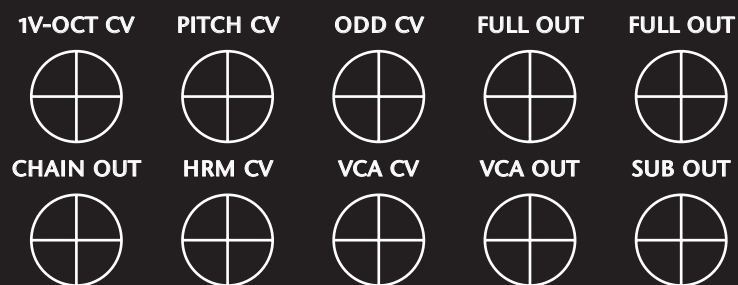 1V-OCT CV PITCH CV ODD CV FULL OUT FULL OUT
CHAIN OUT HRM CV VCA CV VCA OUT SUB OUT